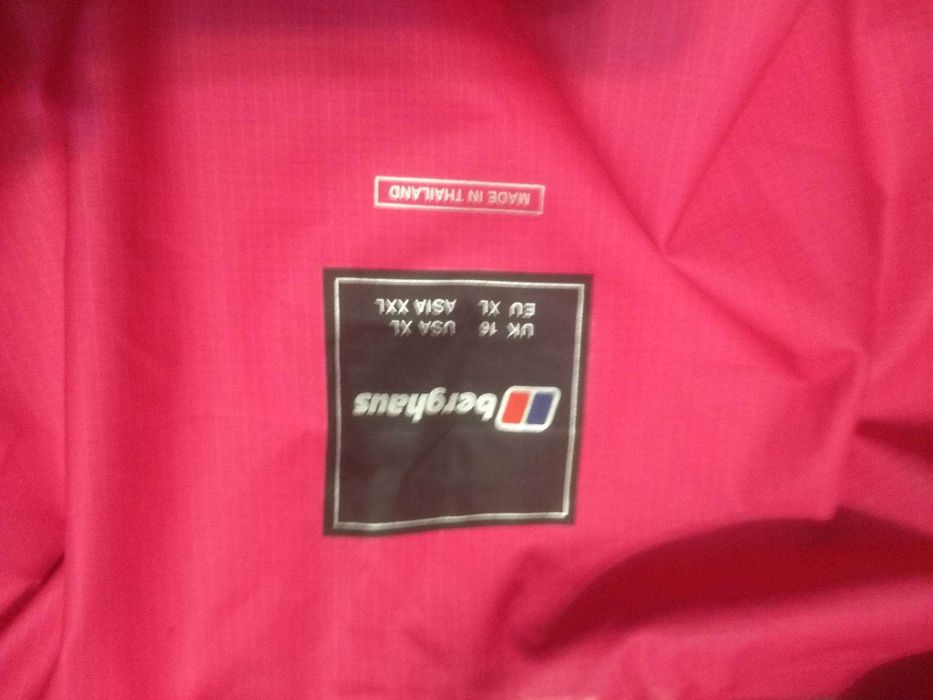 berghaus
UK 16 USA XL
EU XL ASIA XXL
MADE IN THAILAND